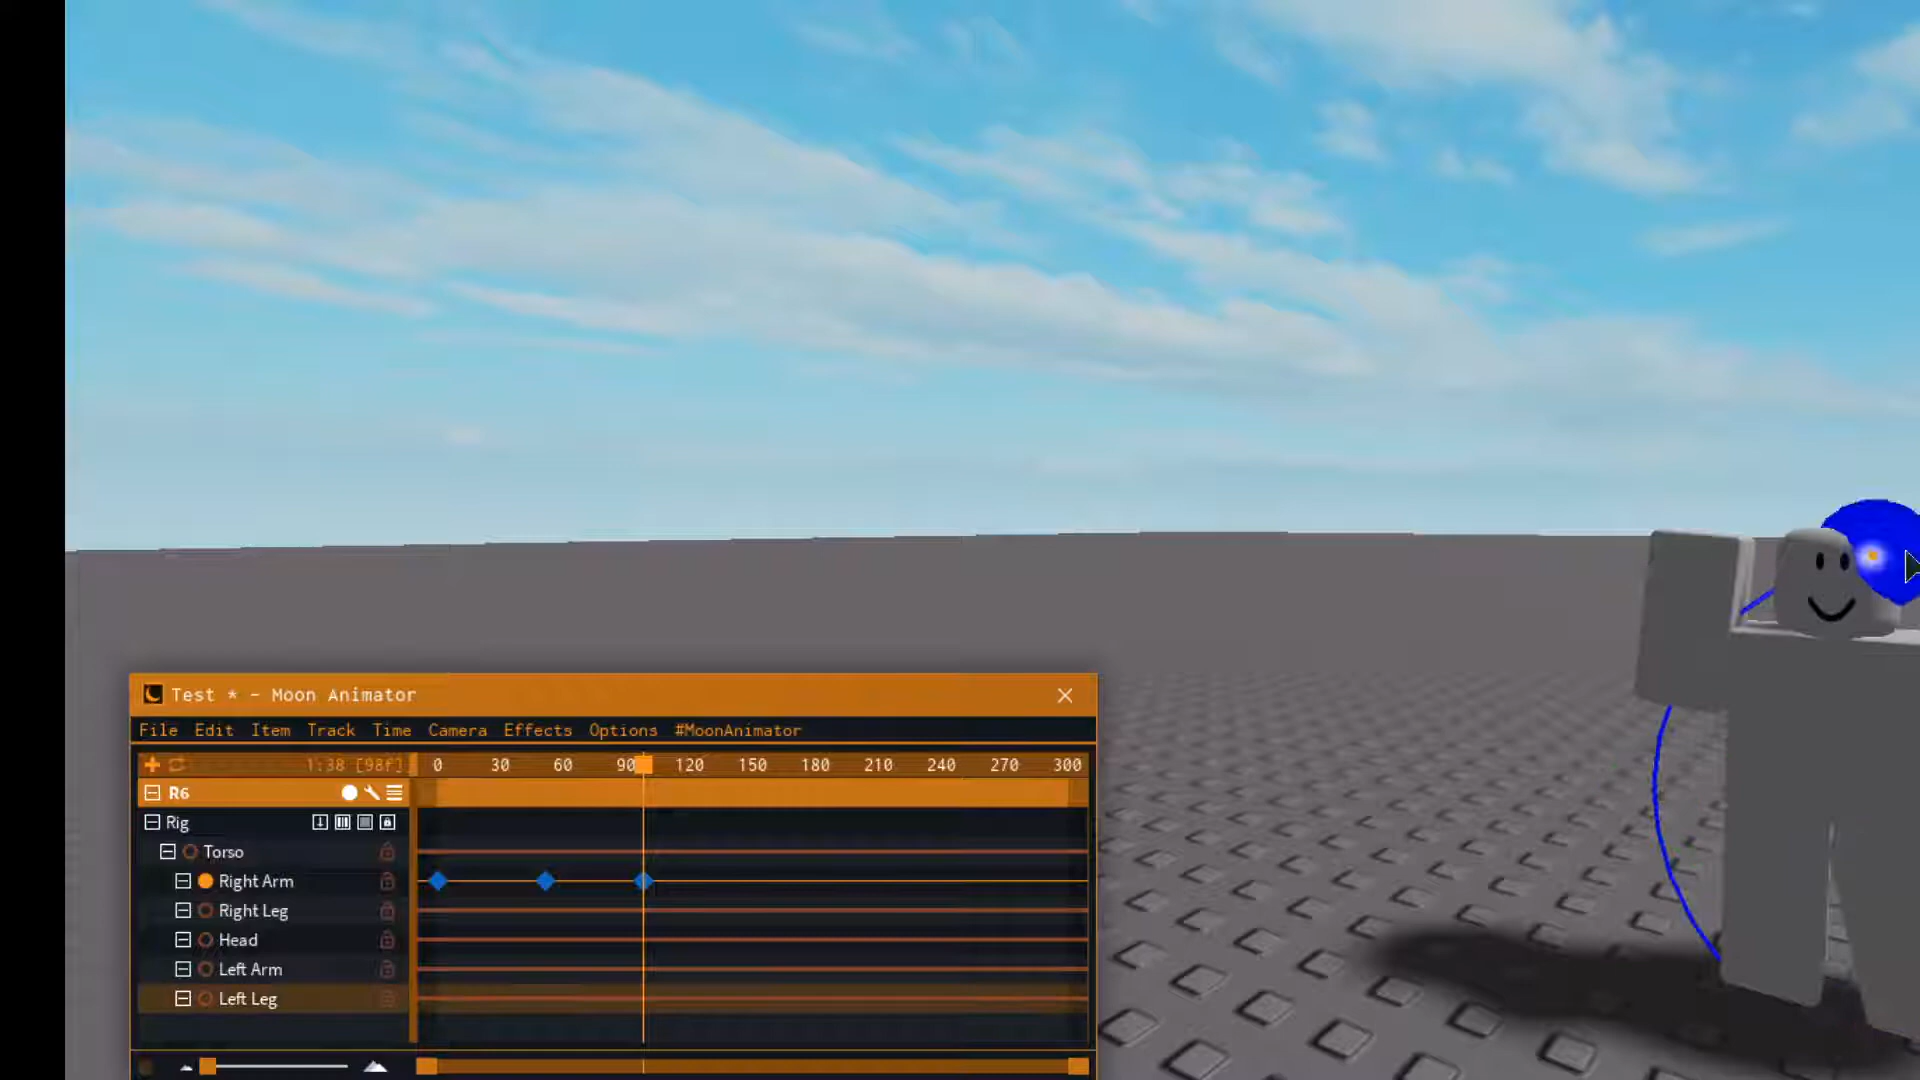 Test * - Moon Animator
File Edit Item Track Time Camera Effects Options #MoonAnimator
1:38 [98f] 0 30 60 90 120 150 180 210 240 270 300
R6
Rig
Torso
Right Arm
Right Leg
Head
Left Arm
Left Leg